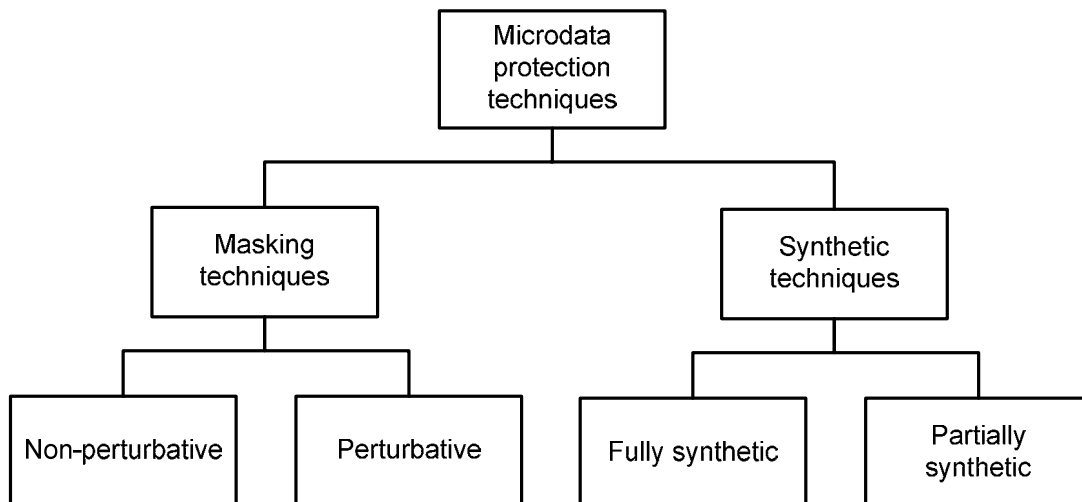 Microdata
protection
techniques
Masking
techniques
Synthetic
techniques
Non-perturbative
Perturbative
Fully synthetic
Partially
synthetic